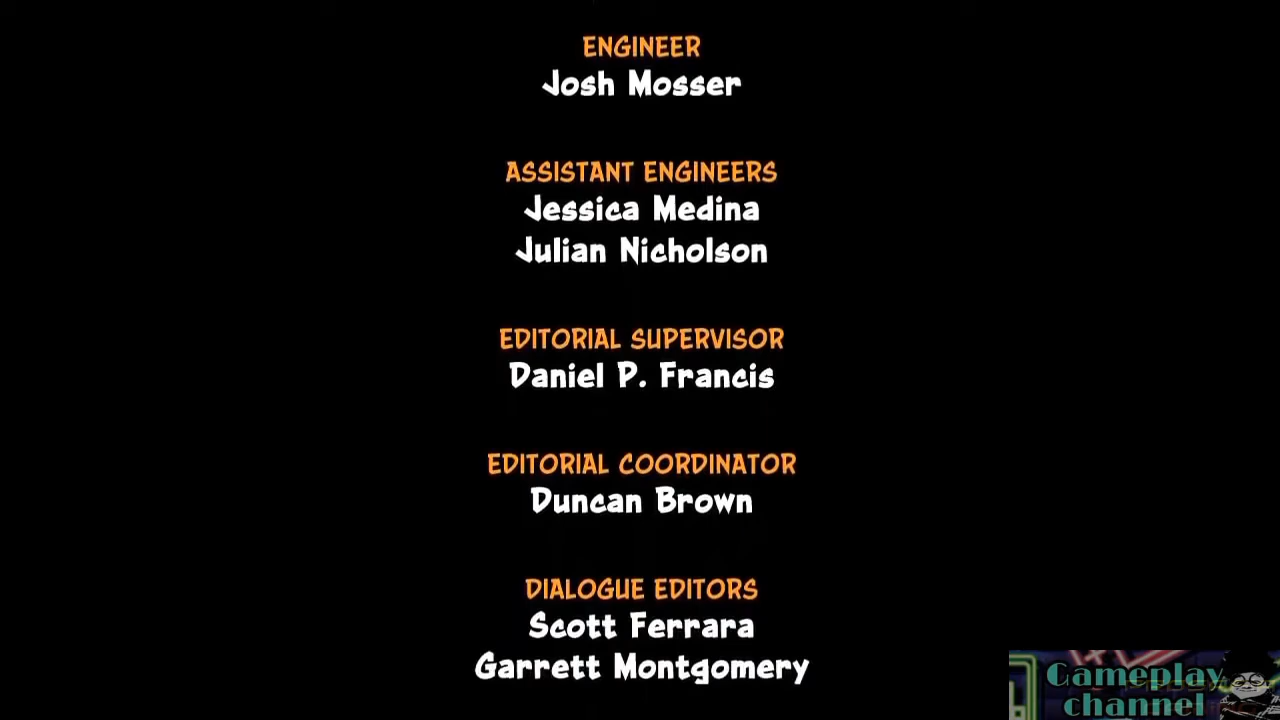 ENGINEER
Josh Mosser
ASSISTANT ENGINEERS
Jessica Medina
Julian Nicholson
EDITORIAL SUPERVISOR
Daniel P. Francis
EDITORIAL COORDINATOR
Duncan Brown
DIALOGUE EDITORS
Scott Ferrara
Garrett Montgomery
Gameplay
channel